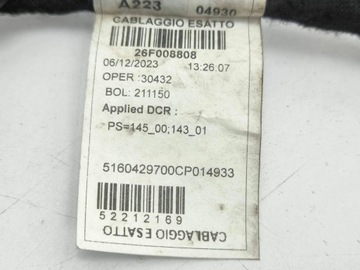 A223 04930
CABLAGGIO ESATTO
26F008808
06/12/2023 13:26:07
OPER :30432
BOL: 211150
Applied DCR :
PS=145_00;143_01
5160429700CP014933
52212169
CABLAGGIO ESATTO